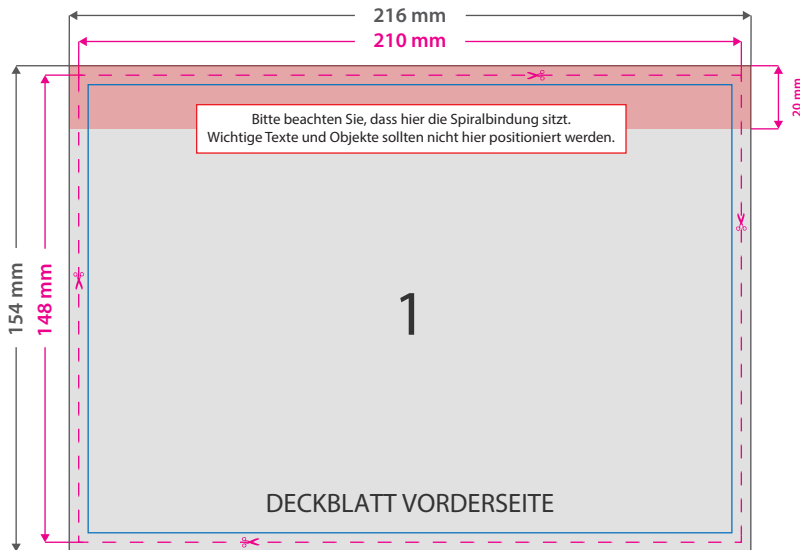 216 mm
210 mm
20 mm
Bitte beachten Sie, dass hier die Spiralbindung sitzt.
Wichtige Texte und Objekte sollten nicht hier positioniert werden.
154 mm
148 mm
1
DECKBLATT VORDERSEITE